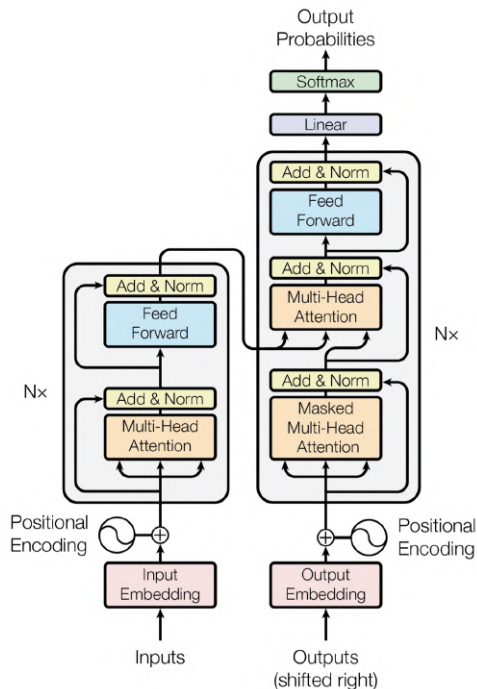 Output
Probabilities
Softmax
Linear
Add & Norm
Feed
Forward
Add & Norm
Multi-Head
Attention
Nx
Add & Norm
Masked
Multi-Head
Attention
Add & Norm
Feed
Forward
Nx
Add & Norm
Multi-Head
Attention
Positional
Encoding
Positional
Encoding
Input
Embedding
Output
Embedding
Inputs
Outputs
(shifted right)